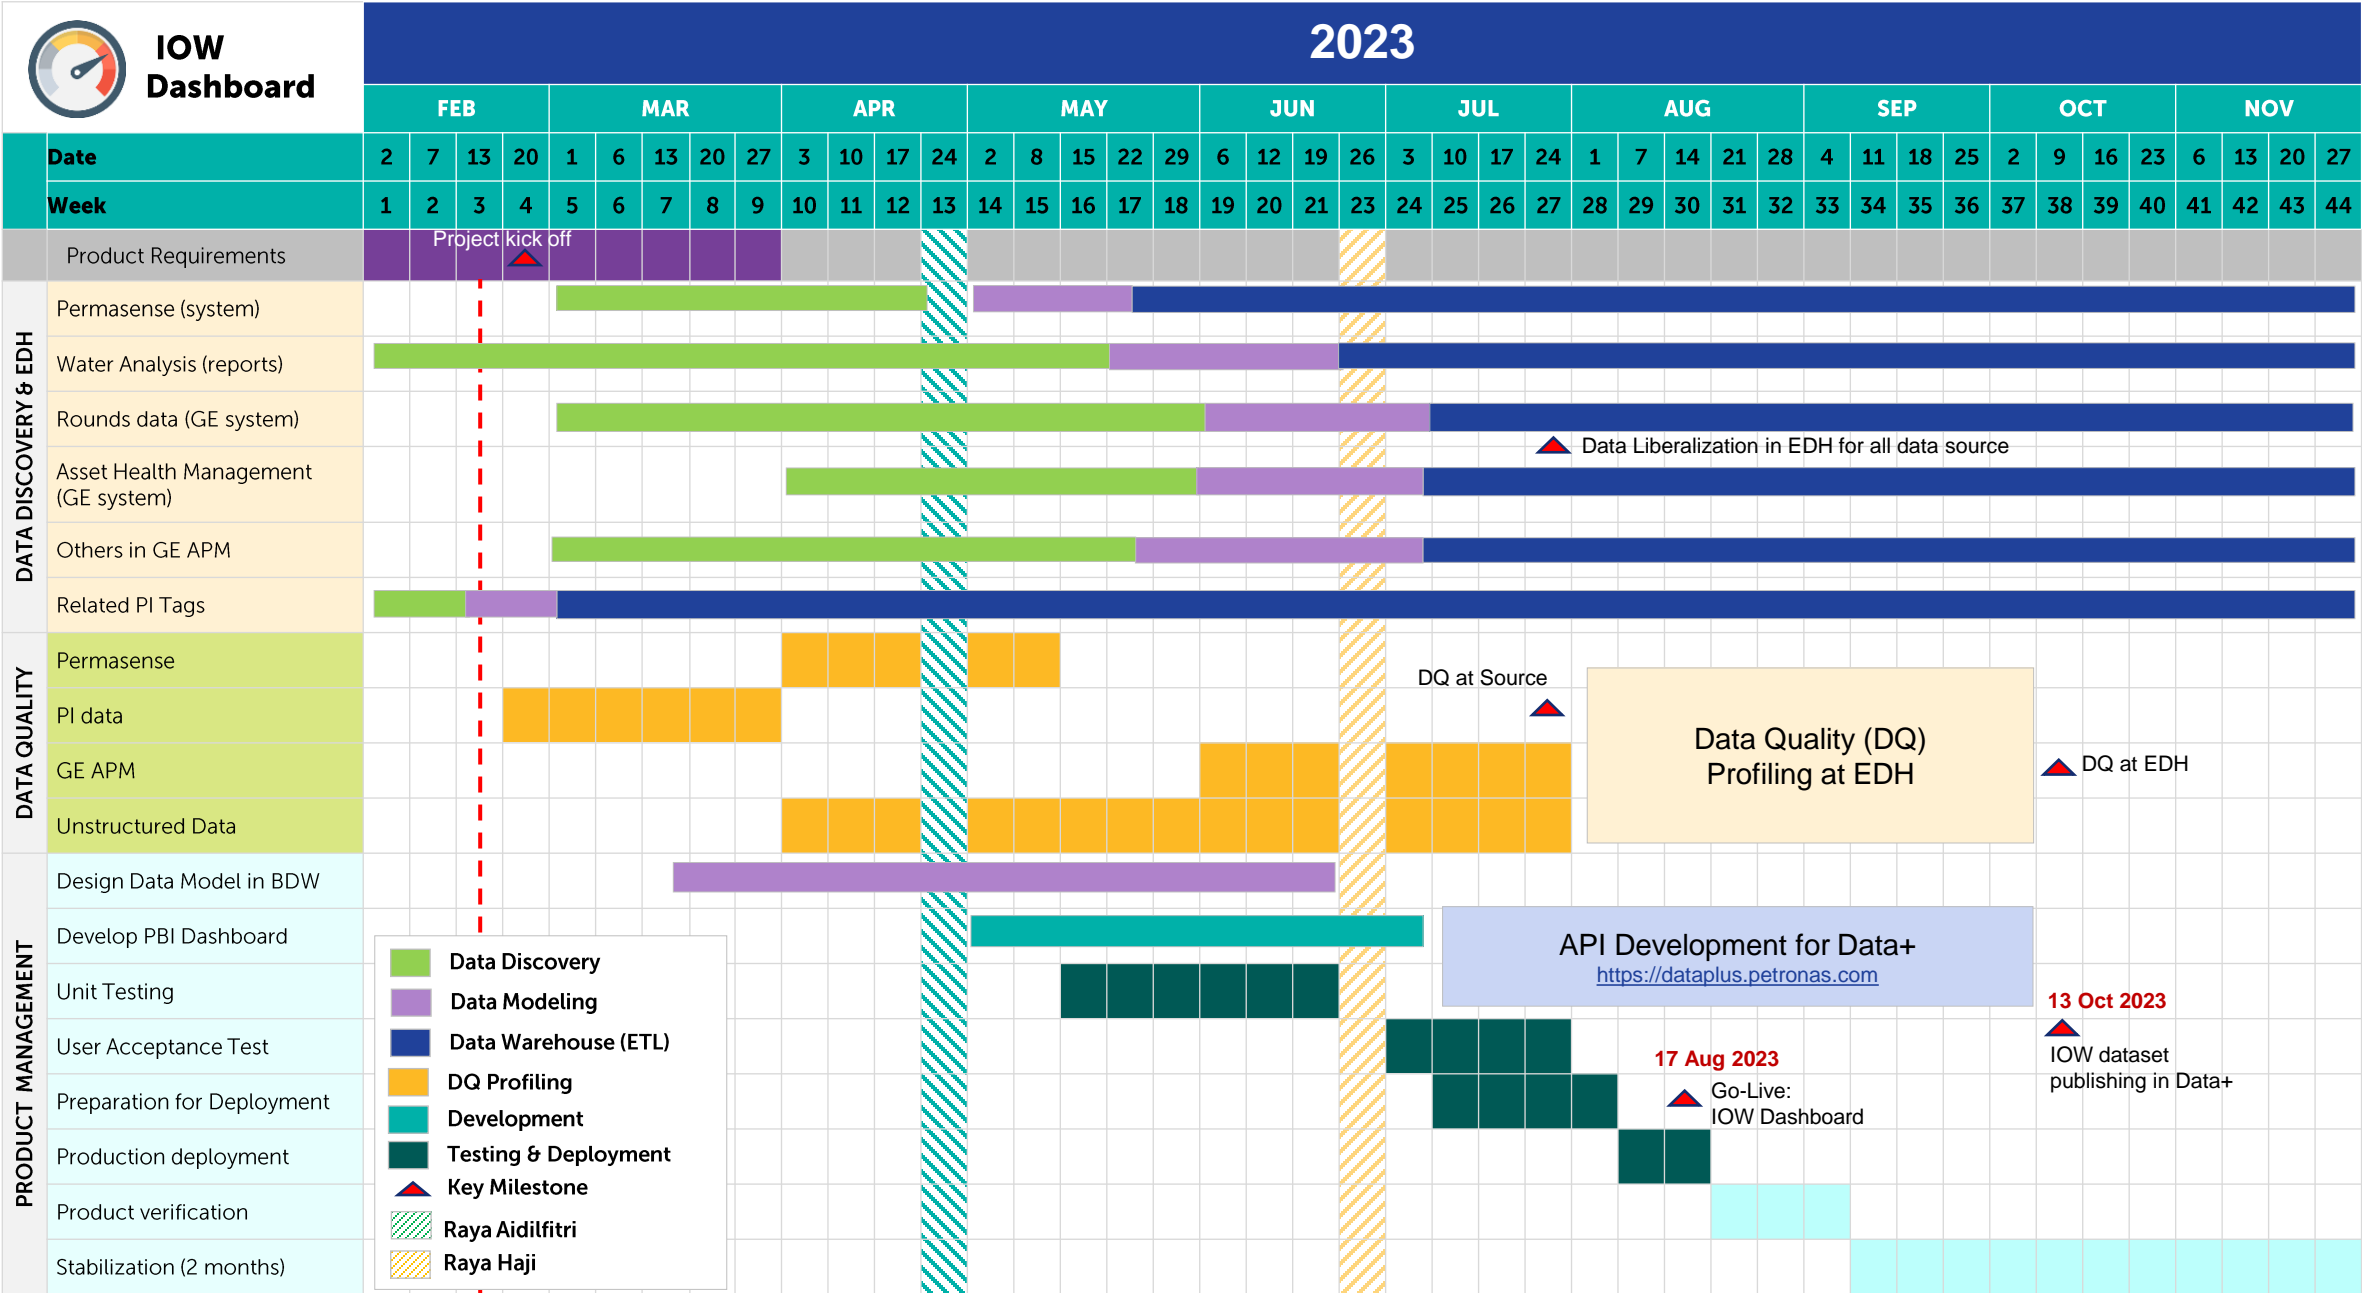 IOW
Dashboard
2023
FEB MAR APR MAY JUN JUL AUG SEP OCT NOV
Date 2 7 13 20 1 6 13 20 27 3 10 17 24 2 8 15 22 29 6 12 19 26 3 10 17 24 1 7 14 21 28 4 11 18 25 2 9 16 23 6 13 20 27
Week 1 2 3 4 5 6 7 8 9 10 11 12 13 14 15 16 17 18 19 20 21 23 24 25 26 27 28 29 30 31 32 33 34 35 36 37 38 39 40 41 42 43 44
Project kick off
Product Requirements
DATA DISCOVERY & EDH
Permasense (system)
Water Analysis (reports)
Rounds data (GE system)
Data Liberalization in EDH for all data source
Asset Health Management
(GE system)
Others in GE APM
Related PI Tags
DATA QUALITY
Permasense
DQ at Source
PI data
Data Quality (DQ)
Profiling at EDH
GE APM
DQ at EDH
Unstructured Data
PRODUCT MANAGEMENT
Design Data Model in BDW
Develop PBI Dashboard
API Development for Data+
https://dataplus.petronas.com
Unit Testing
13 Oct 2023
User Acceptance Test
IOW dataset
publishing in Data+
17 Aug 2023
Preparation for Deployment
Go-Live:
IOW Dashboard
Production deployment
Product verification
Stabilization (2 months)
Data Discovery
Data Modeling
Data Warehouse (ETL)
DQ Profiling
Development
Testing & Deployment
Key Milestone
Raya Aidilfitri
Raya Haji